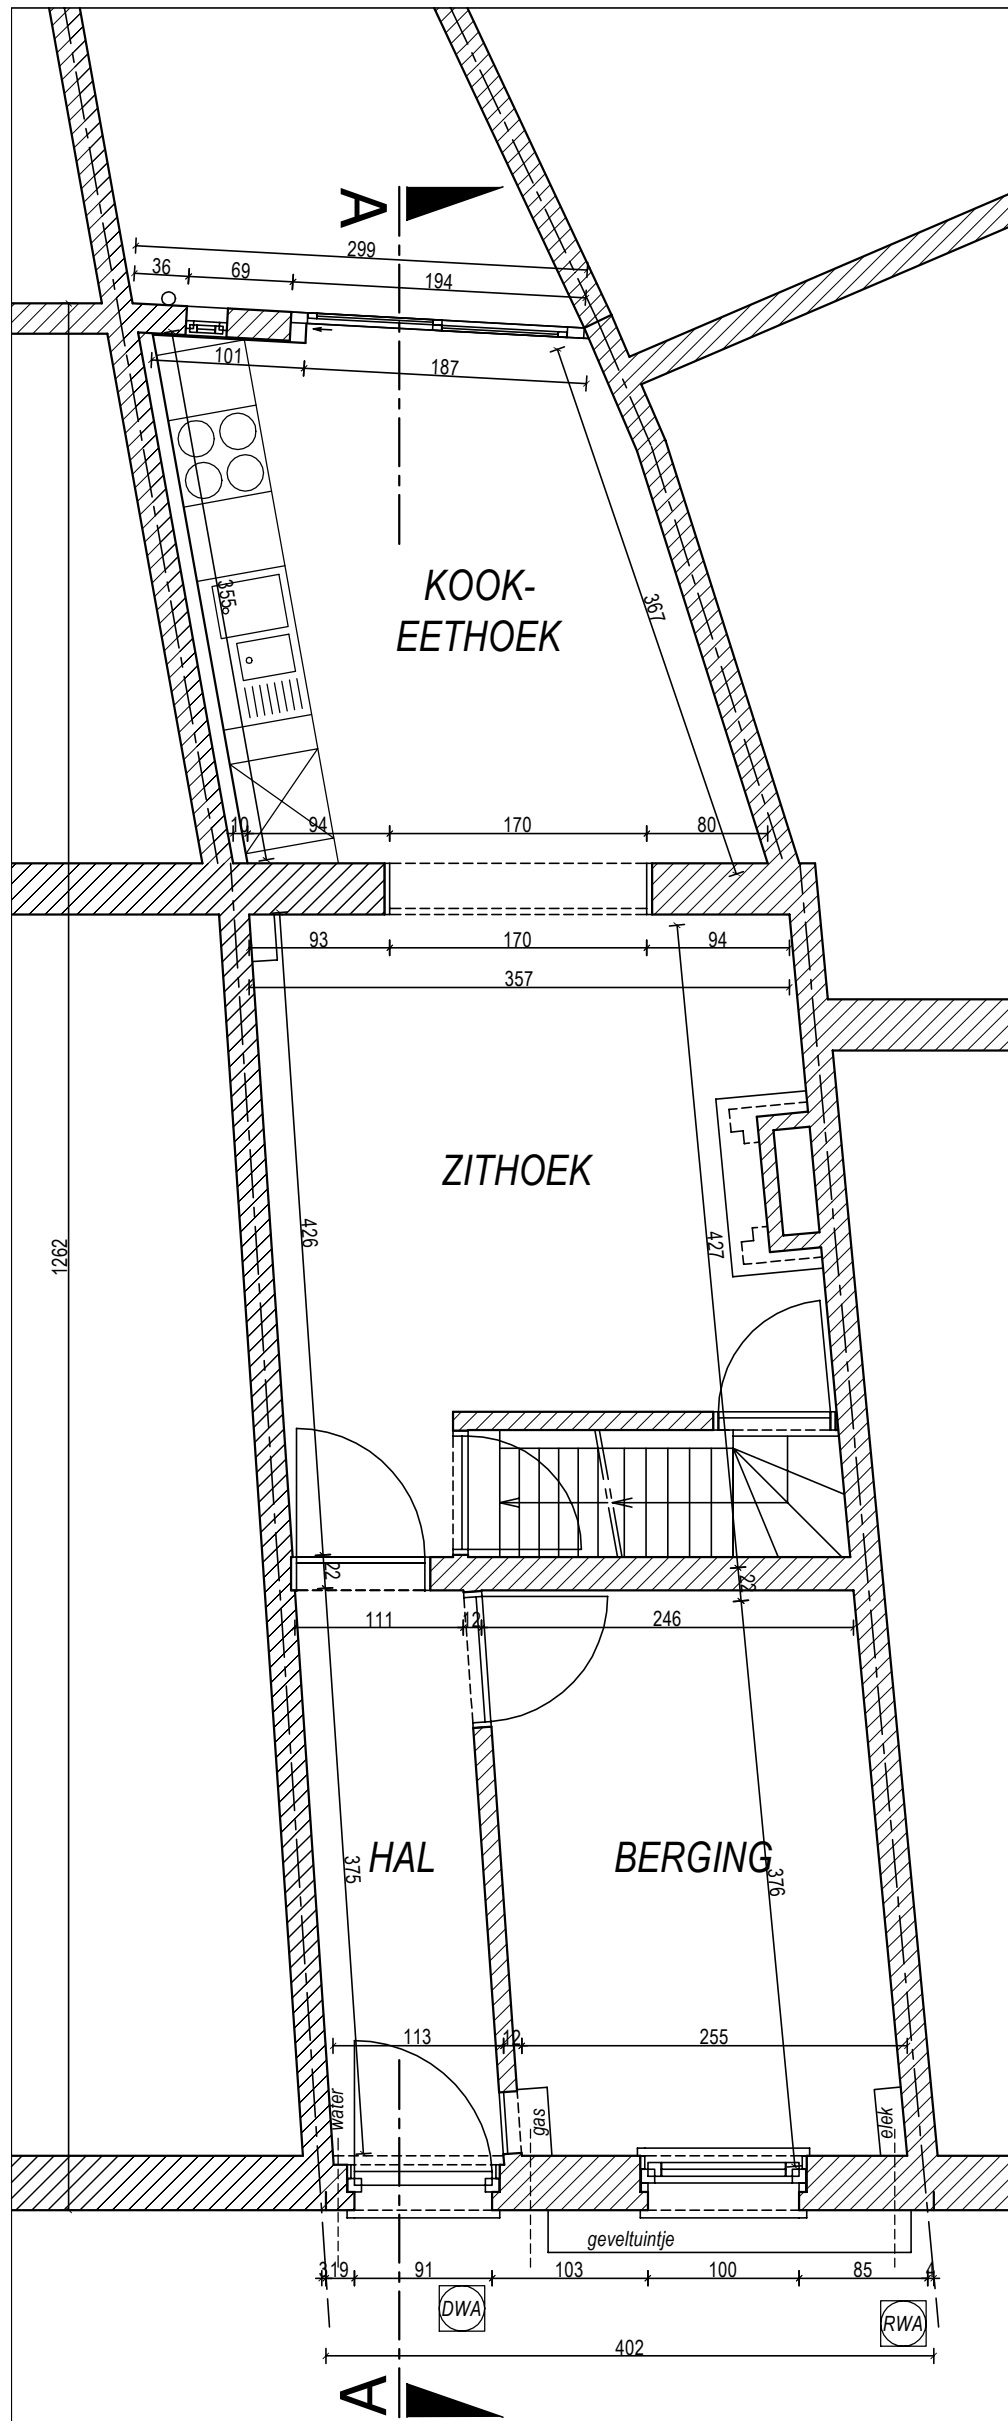 A
299
36 69 194
101 187
KOOK-
EETHOEK
355
367
10 94 170 80
93 170 94
357
ZITHOEK
1262
426
427
22
22
111 12 246
HAL
BERGING
375
376
113 12 255
water
gas
elek
geveltuintje
3 19 91 103 100 85 4
DWA
RWA
402
A